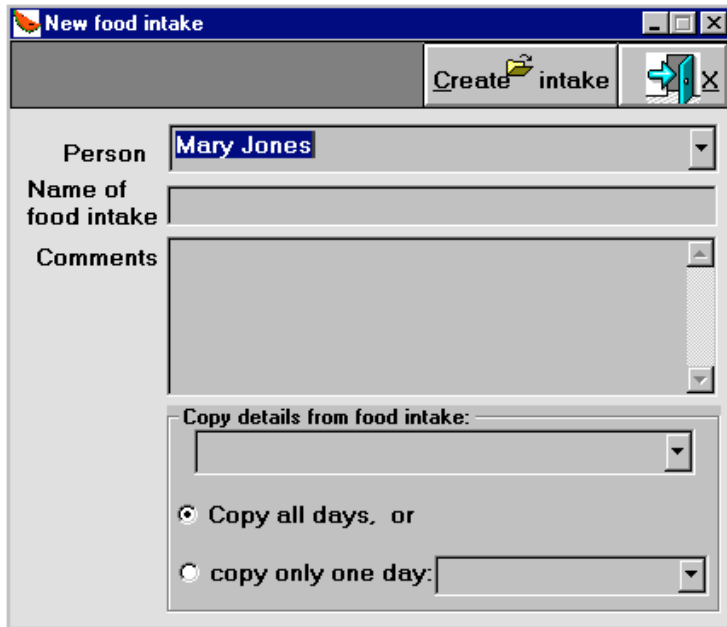 New food intake
Create intake X
Person Mary Jones
Name of
food intake
Comments
Copy details from food intake:
Copy all days, or
copy only one day: